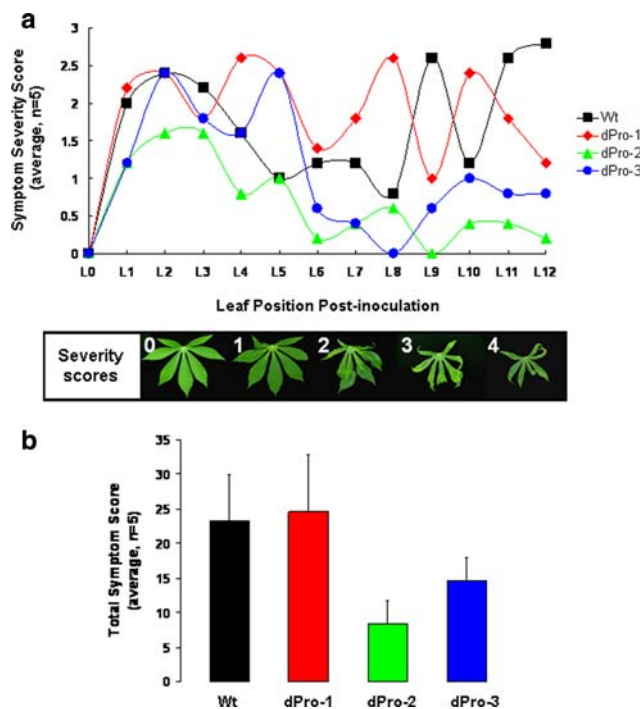 a
3
2.5
2
1.5
1
0.5
0
Symptom Severity Score
(average, n=5)
L0 L1 L2 L3 L4 L5 L6 L7 L8 L9 L10 L11 L12
Leaf Position Post-inoculation
Wt
dPro-1
dPro-2
dPro-3
Severity
scores
0 1 2 3 4
b
35
30
25
20
15
10
5
0
Total Symptom Score
(average, n=5)
Wt dPro-1 dPro-2 dPro-3